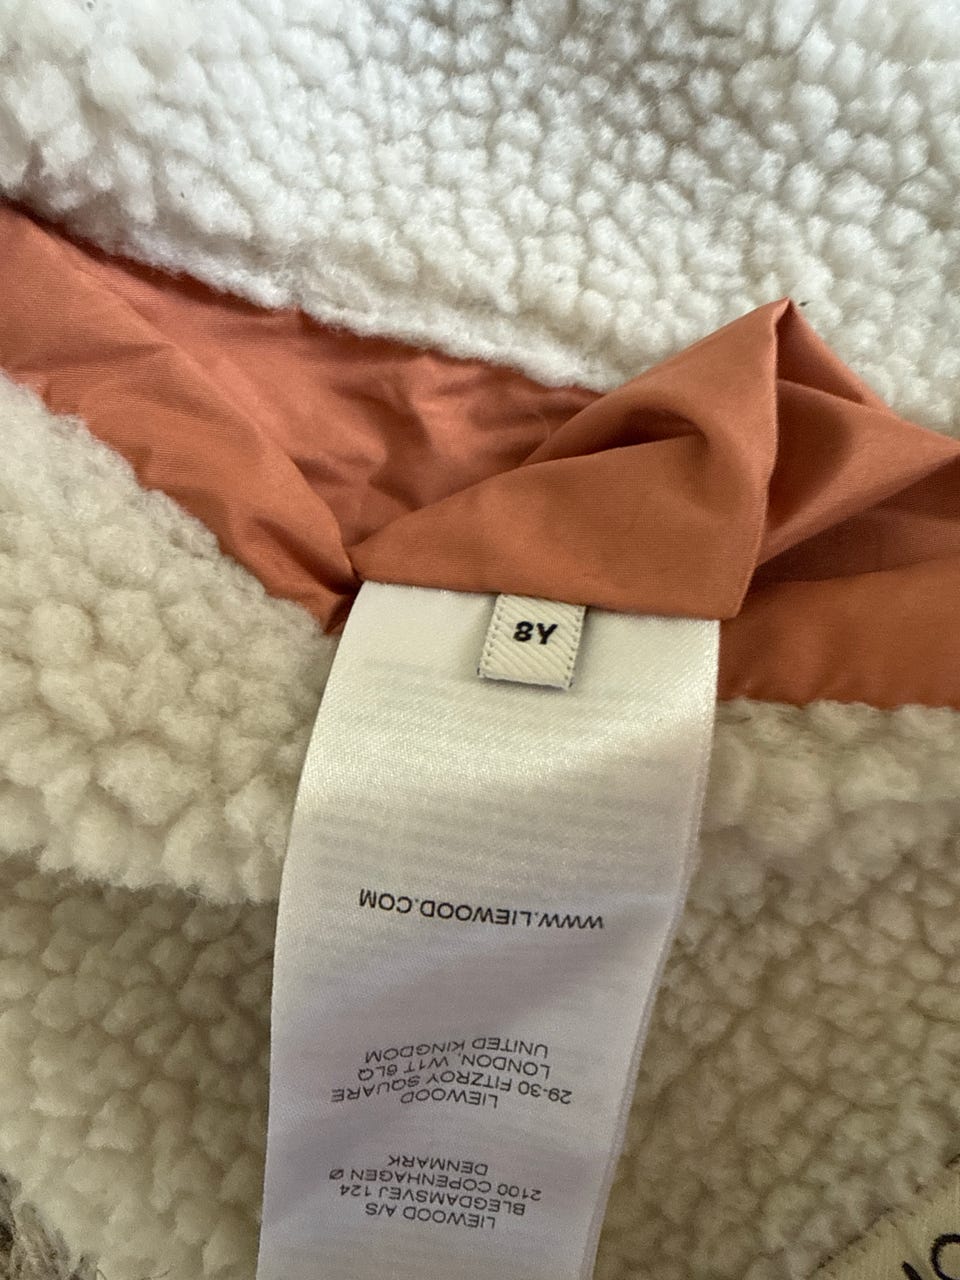 8Y
LIEWOOD A/S
BLEGDAMSVEJ 124
2100 COPENHAGEN Ø
DENMARK
LIEWOOD
29-30 FITZROY SQUARE
LONDON, W1T 6LQ
UNITED KINGDOM
WWW.LIEWOOD.COM